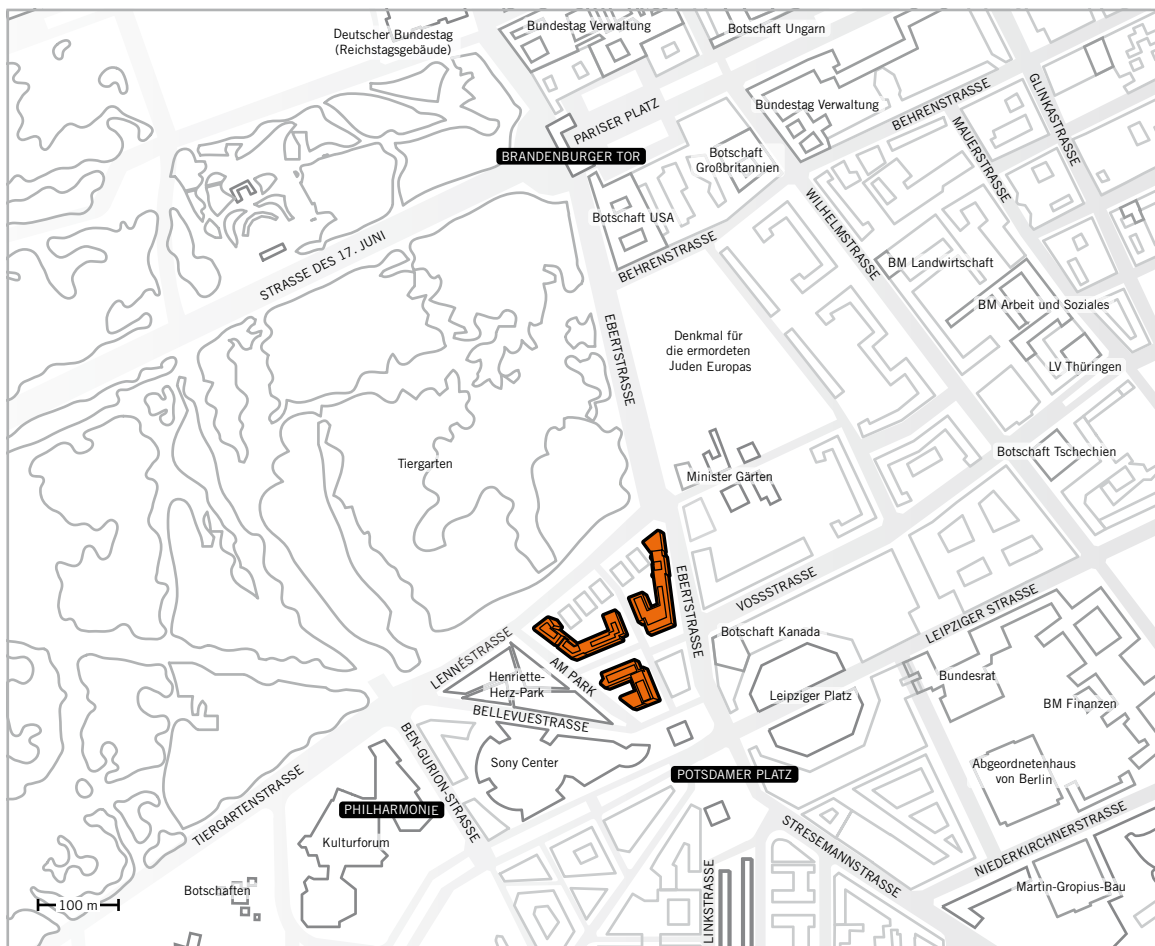 Deutscher Bundestag
(Reichstagsgebäude)
Bundestag Verwaltung
Botschaft Ungarn
PARISER PLATZ
Bundestag Verwaltung
BEHRENSTRASSE
GLINKASTRASSE
MAUERSTRASSE
BRANDENBURGER TOR
Botschaft
Großbritannien
Botschaft USA
WILHELMSTRASSE
STRASSE DES 17. JUNI
BEHRENSTRASSE
BM Landwirtschaft
BM Arbeit und Soziales
EBERTSTRASSE
Denkmal für
die ermordeten
Juden Europas
LV Thüringen
Tiergarten
Minister Gärten
Botschaft Tschechien
EBERTSTRASSE
VOSSSTRASSE
LEIPZIGER STRASSE
LENNÉSTRASSE
AM PARK
Botschaft Kanada
Henriette-
Herz-Park
Leipziger Platz
Bundesrat
BM Finanzen
BELLEVUESTRASSE
BEN-GURION-STRASSE
Sony Center
POTSDAMER PLATZ
Abgeordnetenhaus
von Berlin
TIERGARTENSTRASSE
PHILHARMONIE
Kulturforum
STRESEMANNSTRASSE
NIEDERKIRCHNERSTRASSE
Botschaften
LINKSTRASSE
Martin-Gropius-Bau
100 m